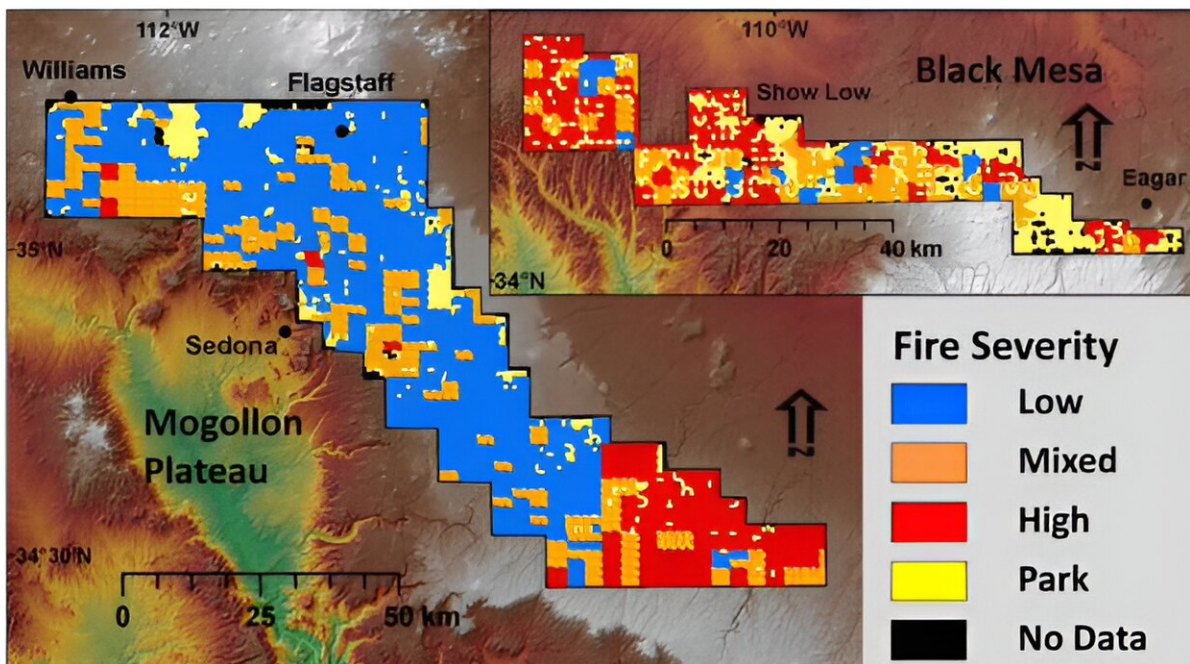 112°W
Williams
Flagstaff
35°N
Sedona
Mogollon
Plateau
34°30'N
0 25 50 km
N
110°W
Black Mesa
Show Low
N
Eagar
0 20 40 km
34°N
Fire Severity
Low
Mixed
High
Park
No Data